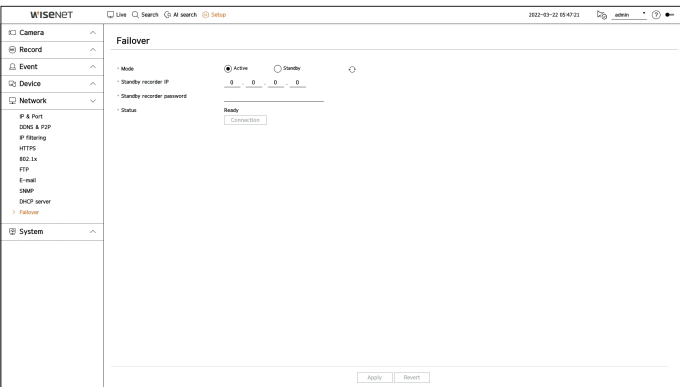 WISENET
Live Search AI search Setup 2022-03-22 05:47:21 admin ?
Camera
Record
Event
Device
Network
IP & Port
DDNS & P2P
IP filtering
HTTPS
802.1x
FTP
E-mail
SNMP
DHCP server
> Failover
System
Failover
Mode Active Standby
Standby recorder IP 0 . 0 . 0 . 0
Standby recorder password
Status Ready
Connection
Apply Revert